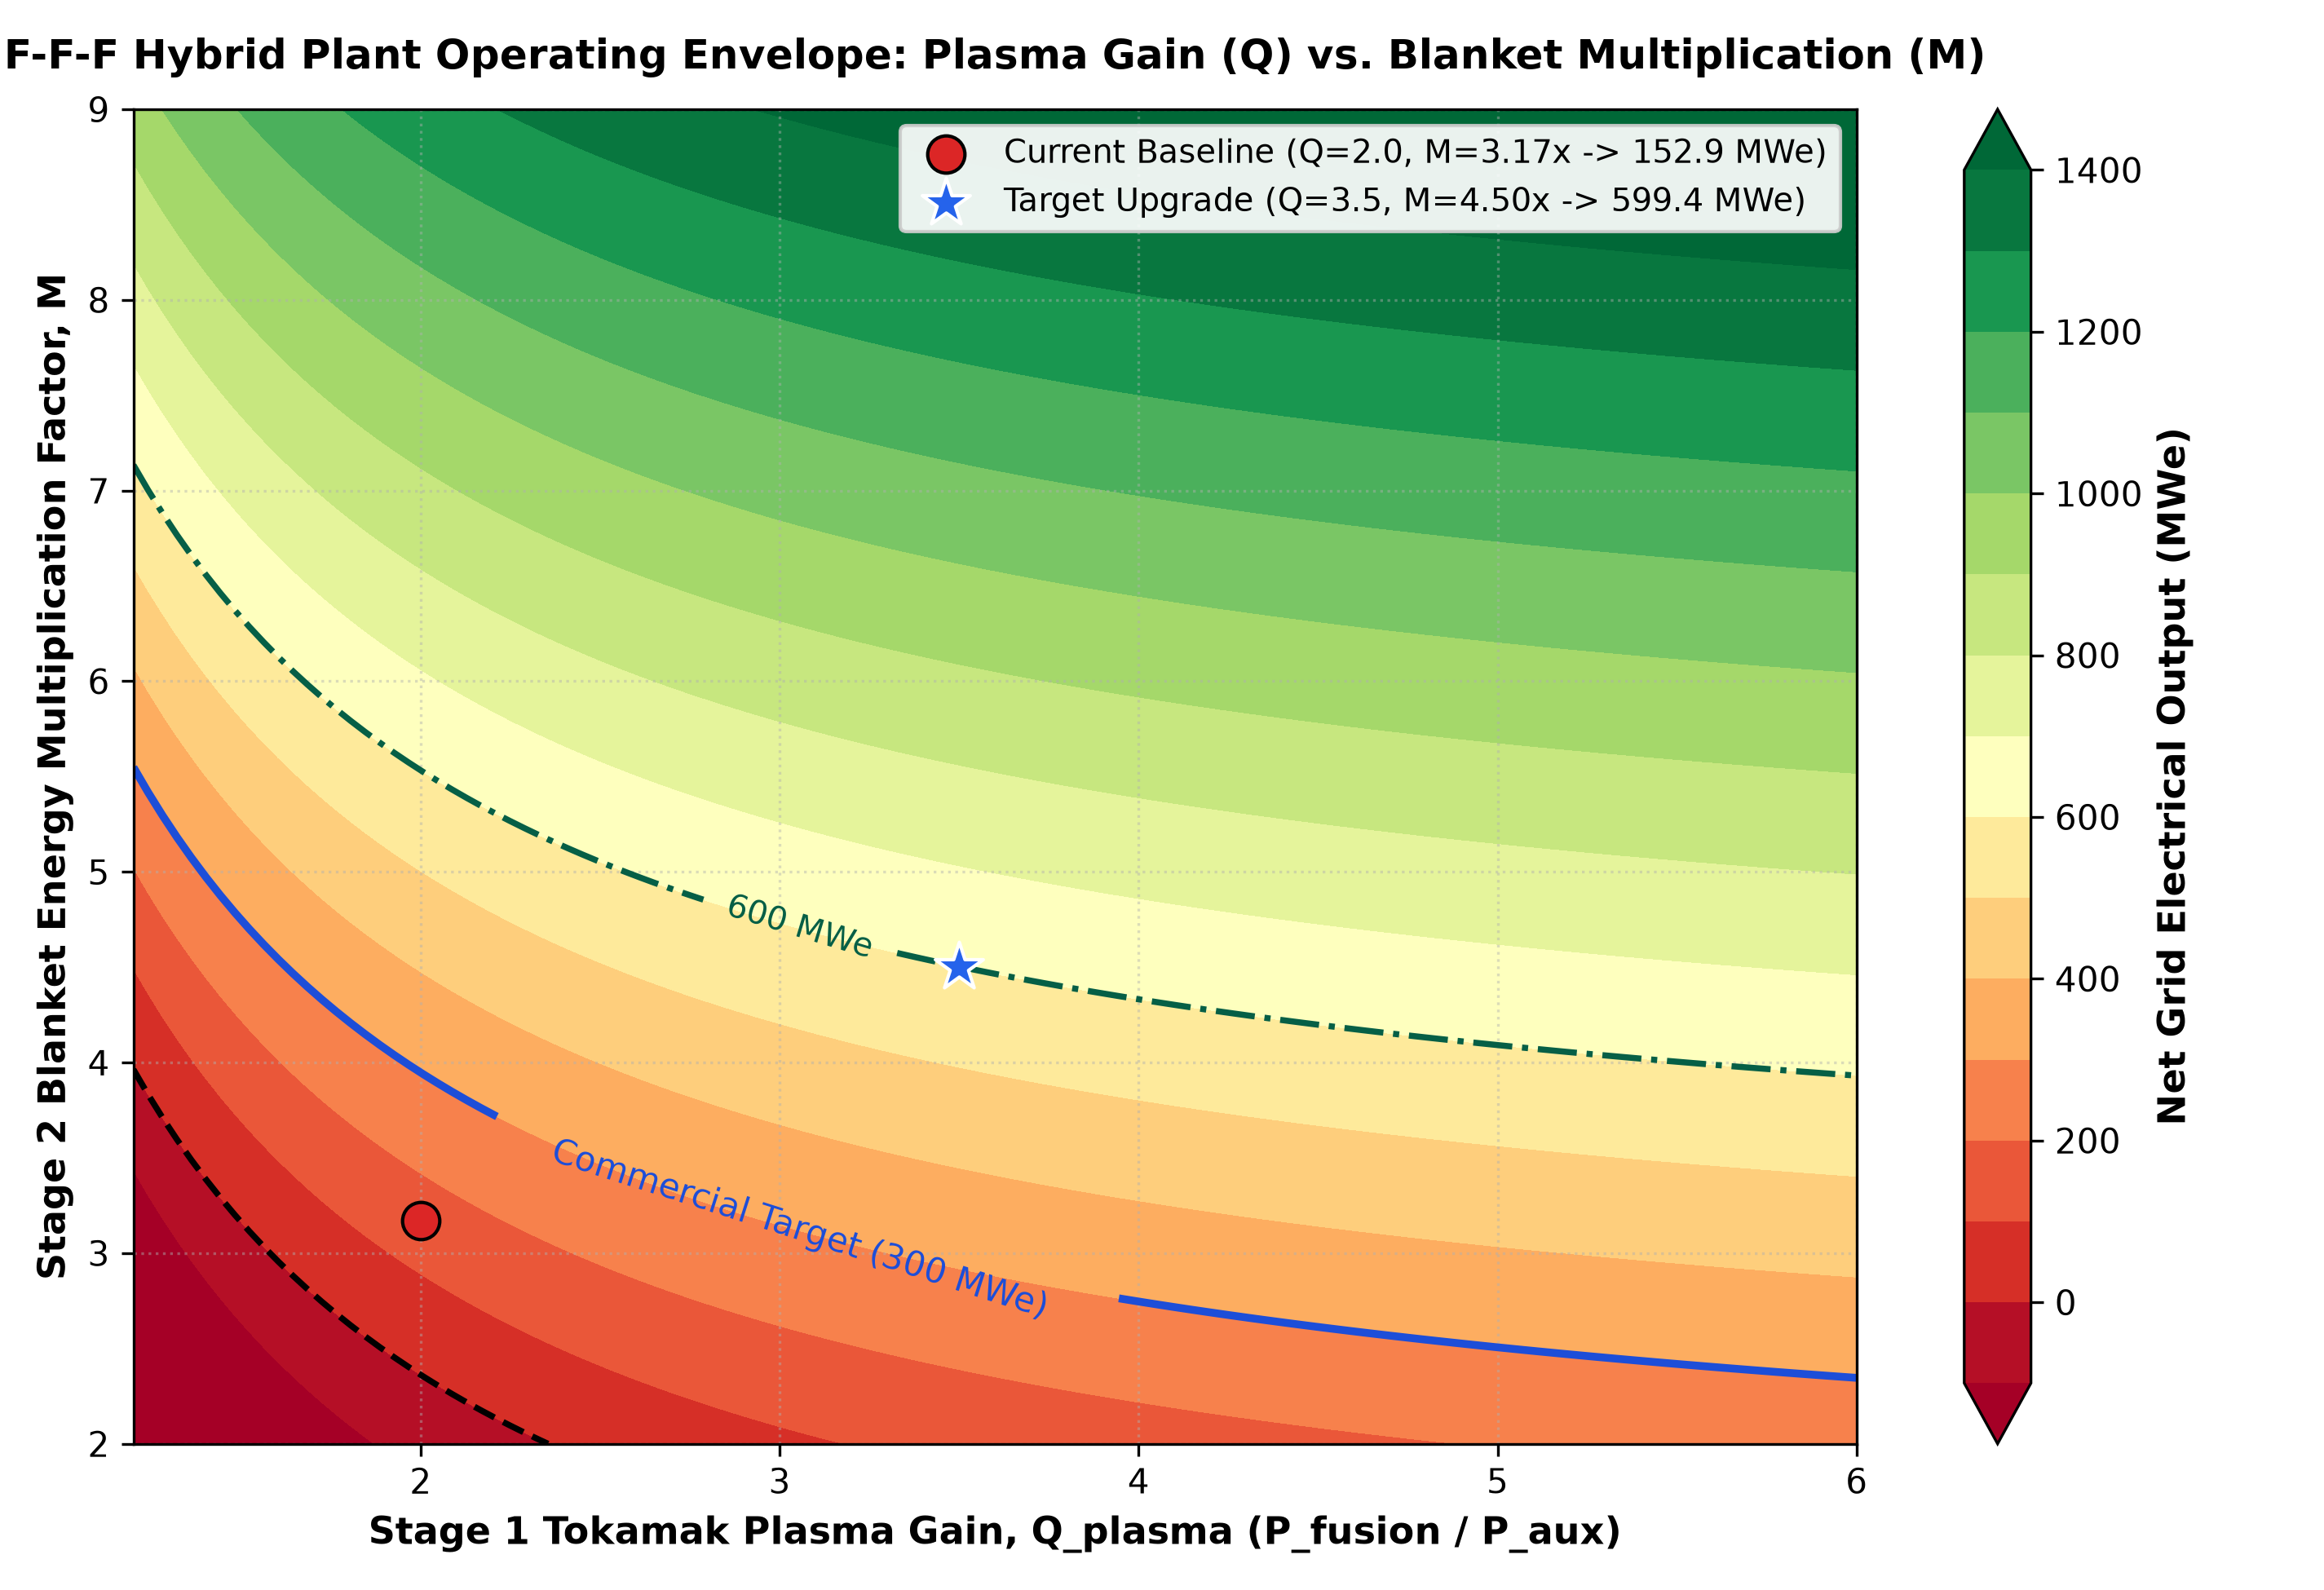 F-F-F Hybrid Plant Operating Envelope: Plasma Gain (Q) vs. Blanket Multiplication (M)
Current Baseline (Q=2.0, M=3.17x -> 152.9 MWe)
Target Upgrade (Q=3.5, M=4.50x -> 599.4 MWe)
Stage 2 Blanket Energy Multiplication Factor, M
9
8
7
6
5
4
3
2
600 MWe
Commercial Target (300 MWe)
2
3
4
5
6
Stage 1 Tokamak Plasma Gain, Q_plasma (P_fusion / P_aux)
1400
1200
1000
800
600
400
200
0
Net Grid Electrical Output (MWe)